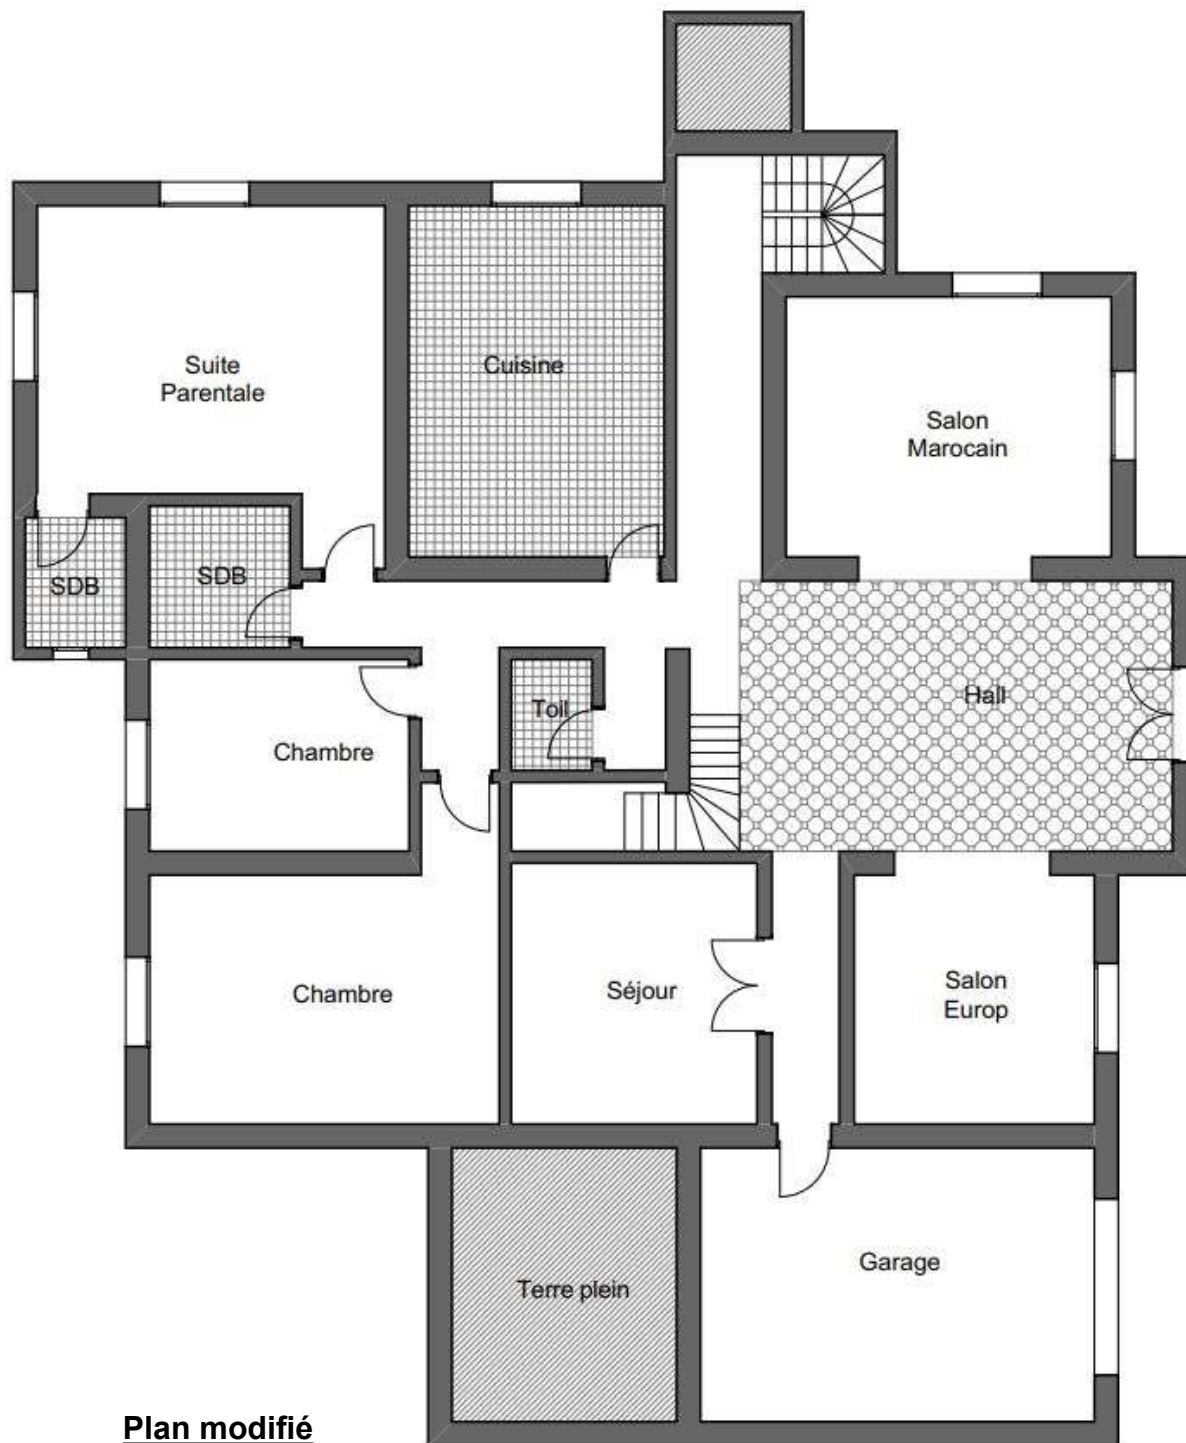 Suite
Parentale
Cuisine
Salon
Marocain
SDB
SDB
Toil
Hall
Chambre
Chambre
Séjour
Salon
Europ
Terre plein
Garage
Plan modifié